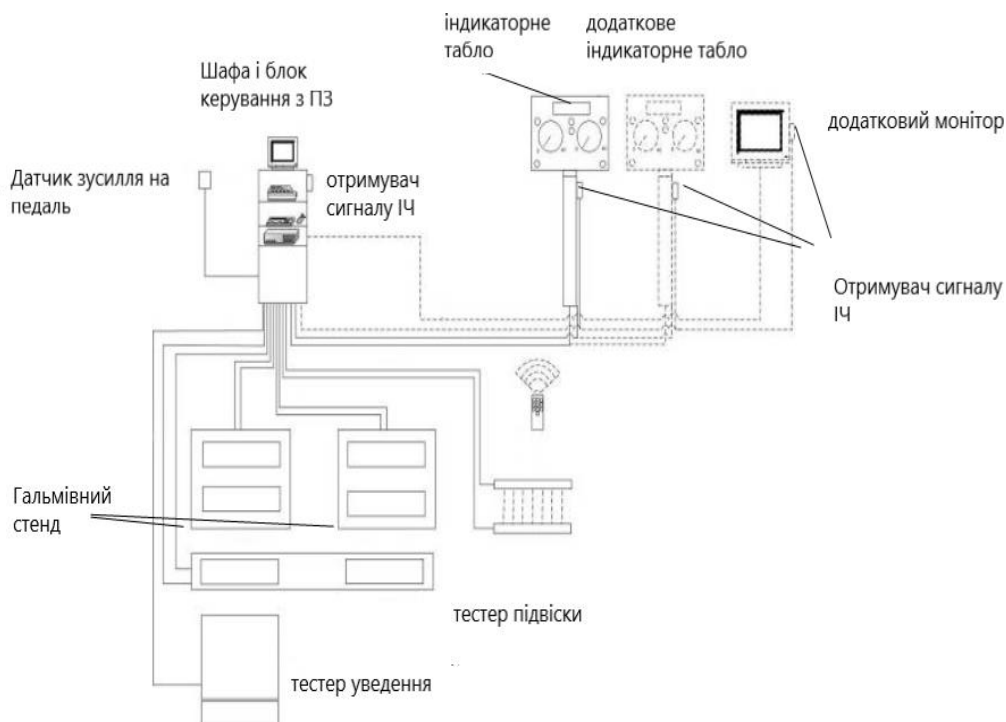 індикаторне
табло
додаткове
індикаторне табло
Шафа і блок
керування з ПЗ
додатковий монітор
Датчик зусилля на
педаль
отримувач
сигналу ІЧ
Отримувач сигналу
ІЧ
Гальмівний
стенд
тестер підвіски
тестер уведення